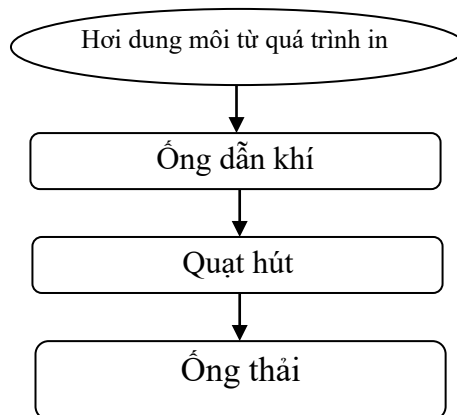 Hơi dung môi từ quá trình in
Ống dẫn khí
Quạt hút
Ống thải